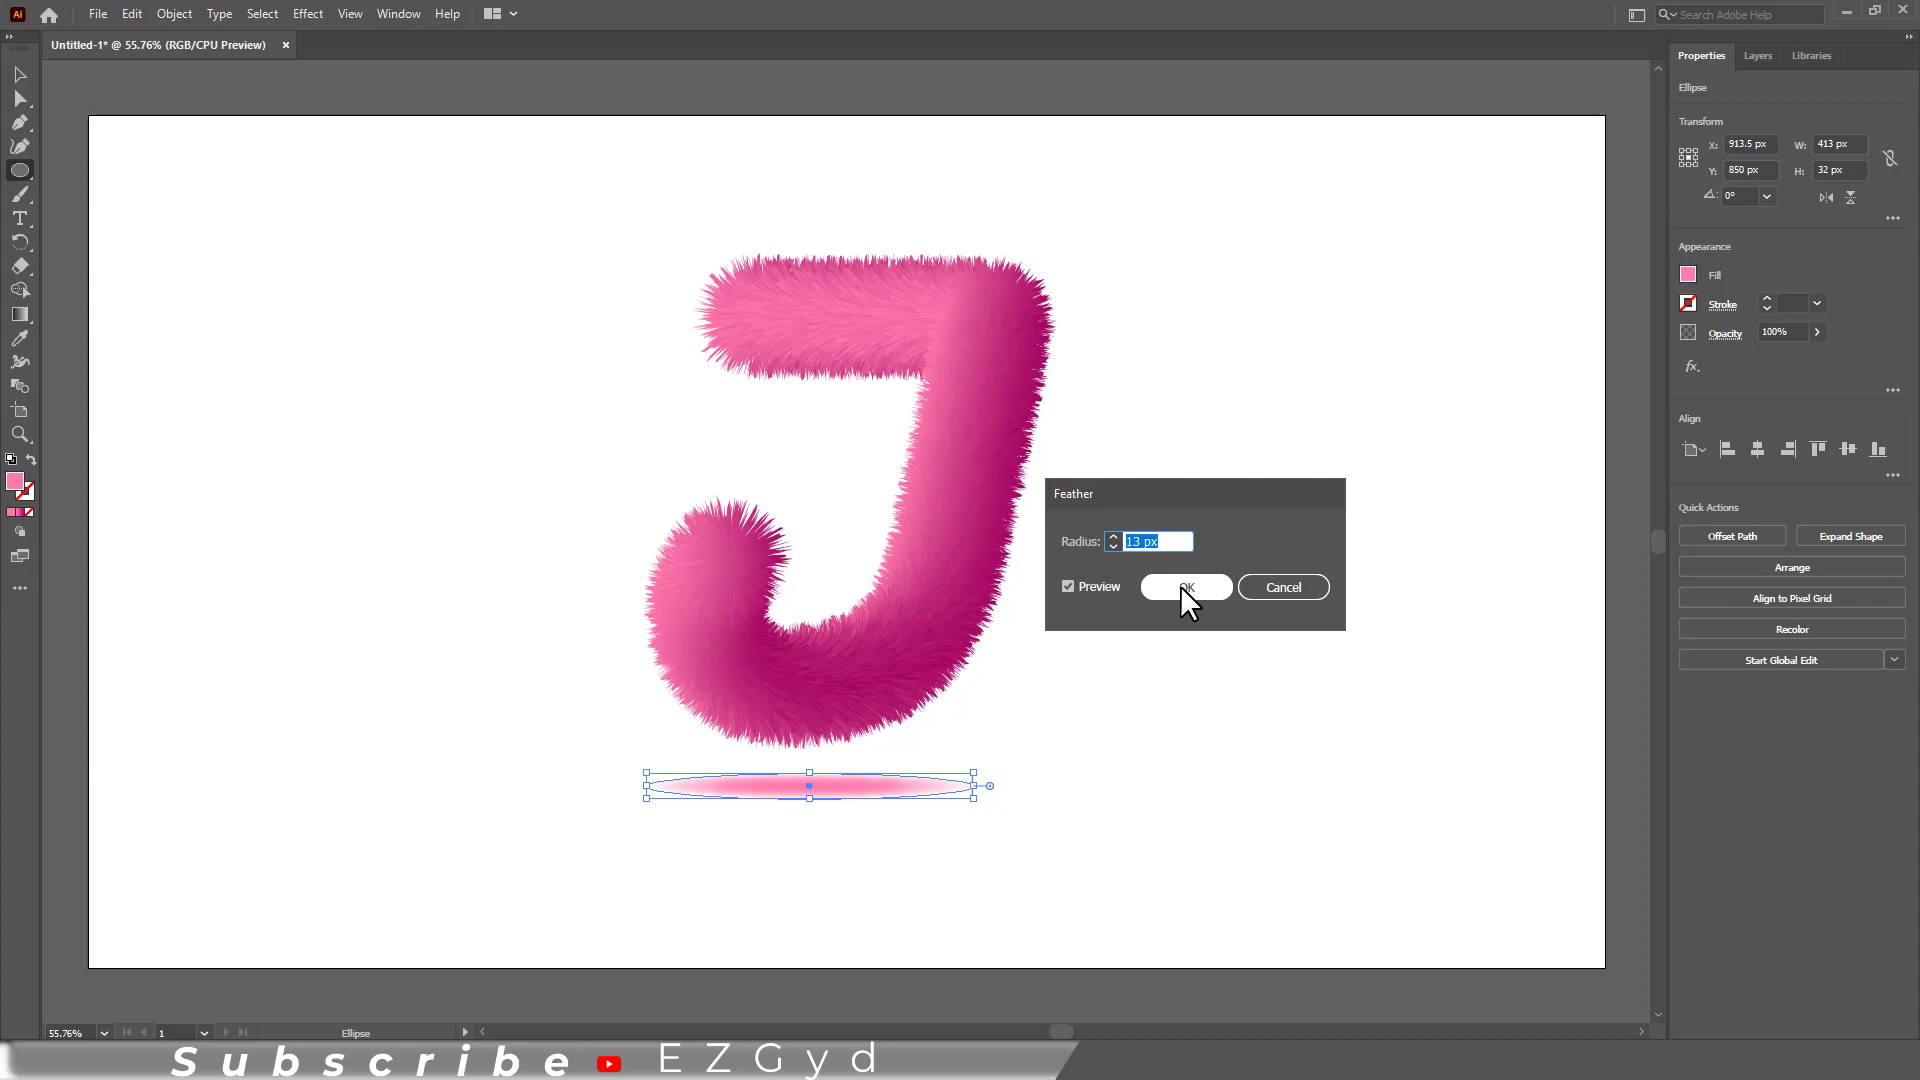 Ai File Edit Object Type Select Effect View Window Help Search Adobe Help
Untitled-1* @ 55.76% (RGB/CPU Preview) ×
Properties Layers Libraries
Ellipse
Transform
X: 913.5 px W: 413 px
Y: 850 px H: 32 px
0°
Appearance
Fill
Stroke
Opacity 100%
fx.
Align
Quick Actions
Offset Path Expand Shape
Arrange
Align to Pixel Grid
Recolor
Start Global Edit
Feather
Radius: 13 px
Preview OK Cancel
55.76% 1 Ellipse
Subscribe EZGyd